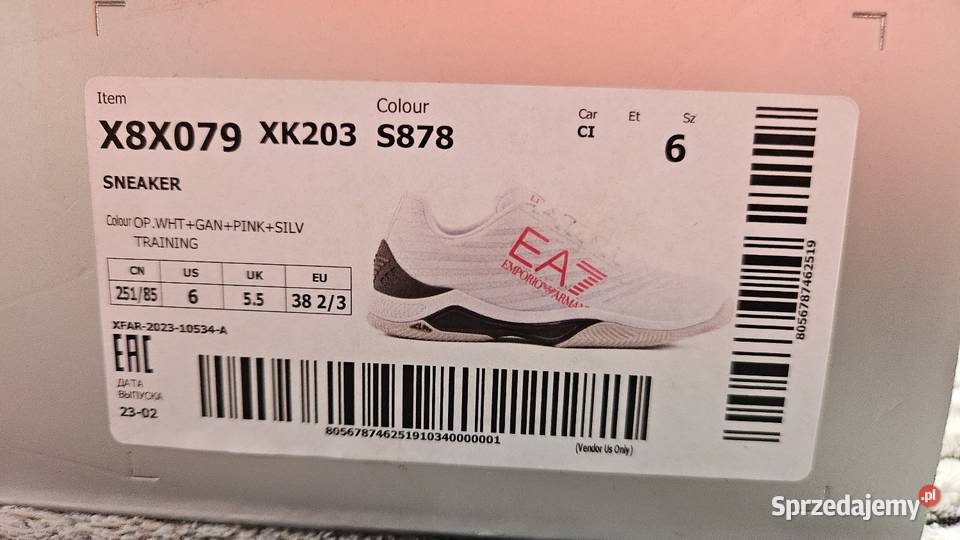 Item
X8X079 XK203
Colour
S878
Car Et Sz
CI 6
SNEAKER
Colour OP.WHT+GAN+PINK+SILV
TRAINING
CN US UK EU
251/85 6 5.5 38 2/3
XFAR-2023-10534-A
EAC
ДАТА
ВЫПУСКА
23-02
EA7
EMPORIO ARMANI
8056787462519
805678746251910340000001
(Vendor Us Only)
Sprzedajemy.pl